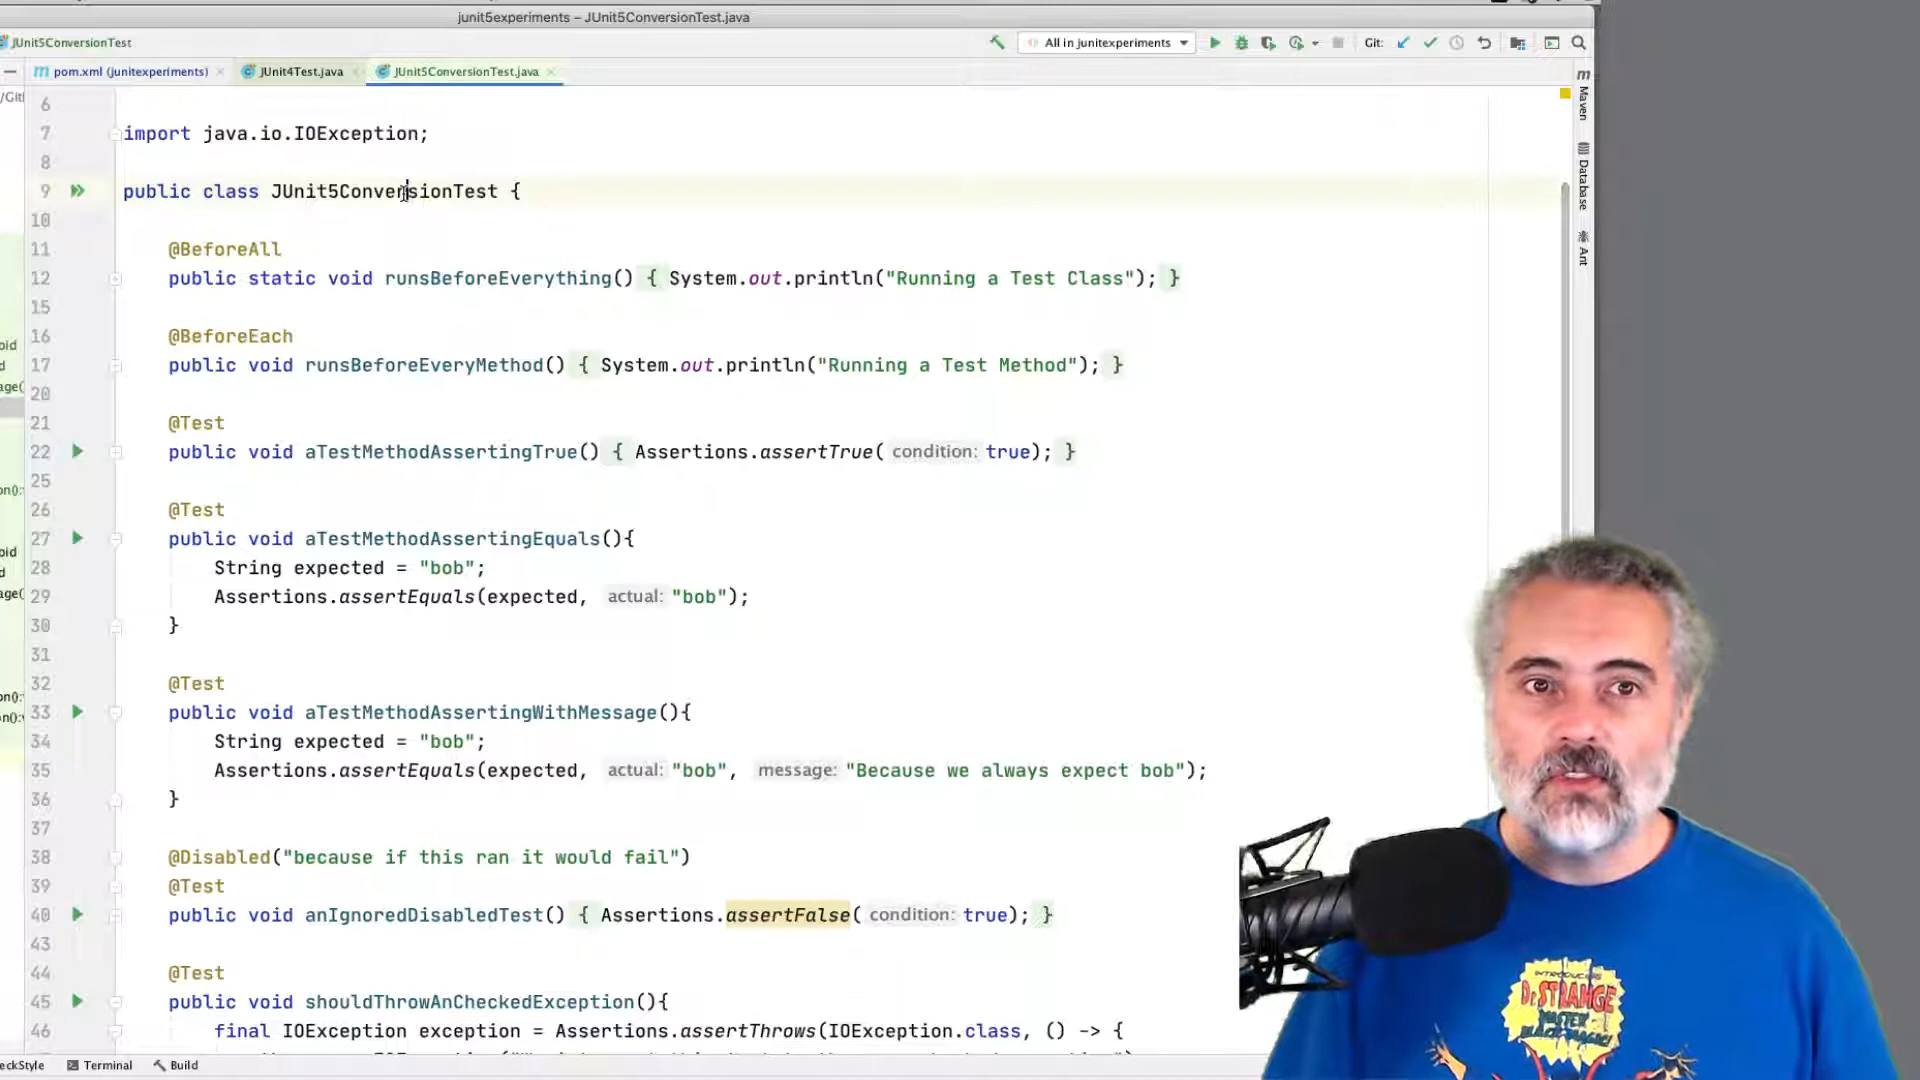 junit5experiments – JUnit5ConversionTest.java
JUnit5ConversionTest
All in junitexperiments
Git:
pom.xml (junitexperiments)
JUnit4Test.java
JUnit5ConversionTest.java
Maven
Database
Ant
6
7 import java.io.IOException;
8
9 public class JUnit5ConversionTest {
10
11 @BeforeAll
12 public static void runsBeforeEverything() { System.out.println("Running a Test Class"); }
15
16 @BeforeEach
17 public void runsBeforeEveryMethod() { System.out.println("Running a Test Method"); }
20
21 @Test
22 public void aTestMethodAssertingTrue() { Assertions.assertTrue( condition: true); }
25
26 @Test
27 public void aTestMethodAssertingEquals(){
28 String expected = "bob";
29 Assertions.assertEquals(expected, actual: "bob");
30 }
31
32 @Test
33 public void aTestMethodAssertingWithMessage(){
34 String expected = "bob";
35 Assertions.assertEquals(expected, actual: "bob", message: "Because we always expect bob");
36 }
37
38 @Disabled("because if this ran it would fail")
39 @Test
40 public void anIgnoredDisabledTest() { Assertions.assertFalse( condition: true); }
43
44 @Test
45 public void shouldThrowAnCheckedException(){
46 final IOException exception = Assertions.assertThrows(IOException.class, () -> {
eckStyle
Terminal
Build
INTRODUCING
Dr. STRANGE
MASTER
BLACK MAGIC!